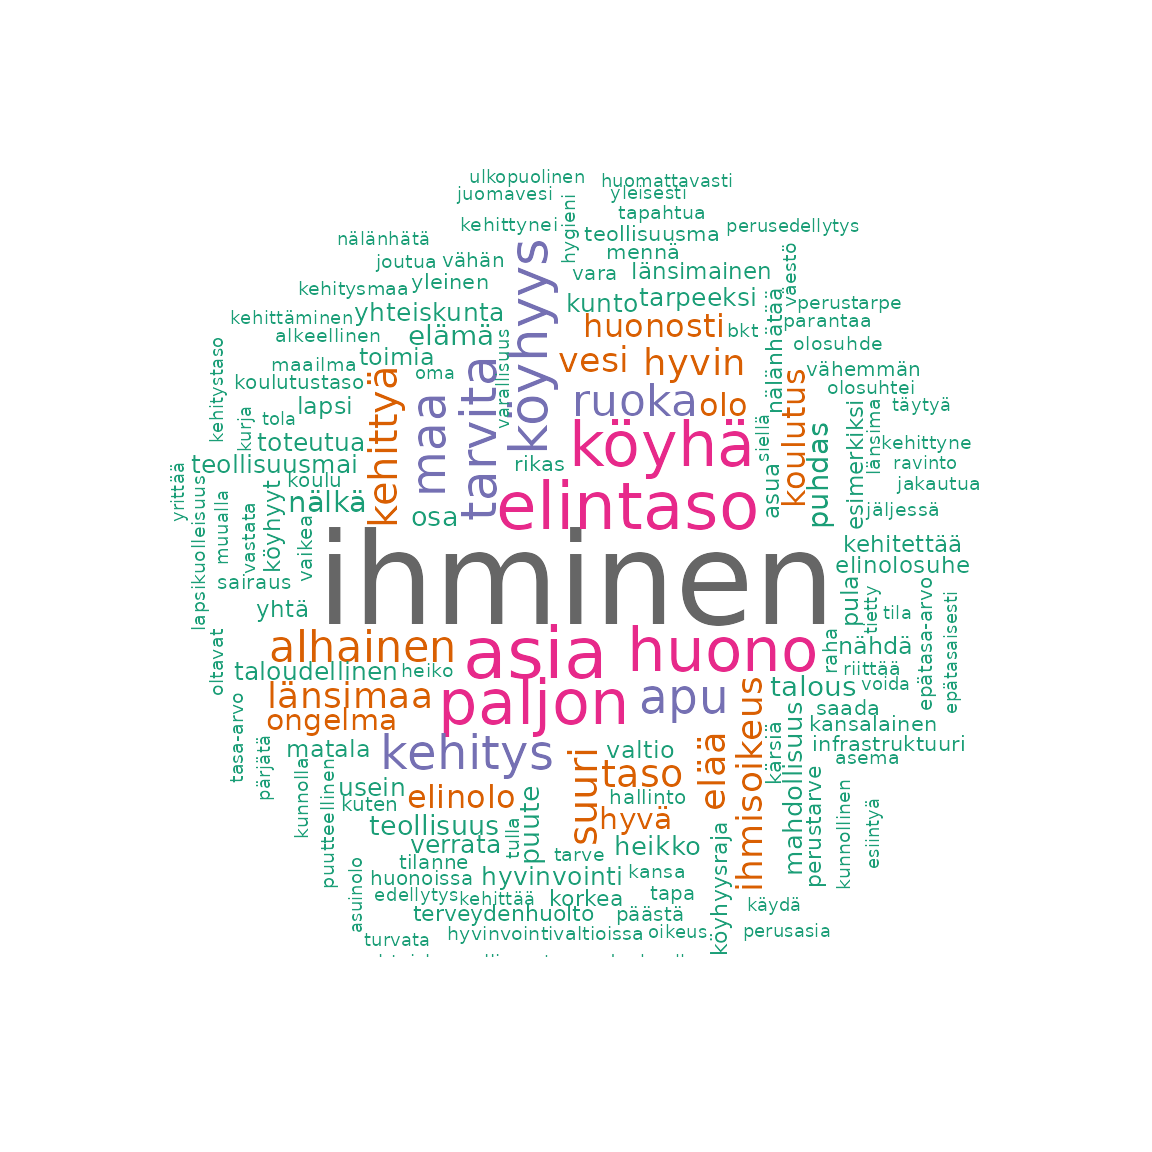 ulkopuolinen
huomattavasti
juomavesi
yleisesti
tapahtua
hygieni
kehittynei
teollisuusma
perusedellytys
nälänhätä
köyhyys
mennä
väestö
joutua
vähän
vara
länsimainen
kehitysmaa
yleinen
kunto
tarpeeksi
nälänhätää
perustarpe
kehittäminen
yhteiskunta
huonosti
bkt
parantaa
alkeellinen
elämä
olosuhde
kehitystaso
maailma
toimia
varallisuus
vesi
hyvin
vähemmän
koulutustaso
oma
tarvita
koulutus
olosuhtei
kehittyä
maa
ruoka
olo
lapsi
täytyä
kurja
tola
köyhä
siellä
puhdas
esimerkiksi
länsima
toteutua
kehittyne
teollisuusmai
rikas
asua
ravinto
yrittää
koulu
jakautua
lapsikuolleisuus
muualla
vastata
köyhyyt
nälkä
osa
elintaso
jäljessä
vaikea
ihminen
kehitettää
elinolosuhe
sairaus
pula
tietty
epätasa-arvo
epätasaisesti
yhtä
tila
oltavat
alhainen
asia
huono
raha
nähdä
taloudellinen
heiko
riittää
länsimaa
paljon
apu
ihmisoikeus
talous
voida
tasa-arvo
ongelma
saada
mahdollisuus
kansalainen
pärjätä
matala
kehitys
suuri
valtio
elää
kärsiä
infrastruktuuri
asema
kunnolla
puutteellinen
usein
taso
perustarve
kunnollinen
esiintyä
kuten
elinolo
puute
hallinto
teollisuus
tulla
hyvä
köyhyysraja
verrata
heikko
asuinolo
tilanne
tarve
huonoissa
hyvinvointi
kansa
edellytys
kehittää
korkea
tapa
käydä
terveydenhuolto
päästä
turvata
hyvinvointivaltioissa
oikeus
perusasia